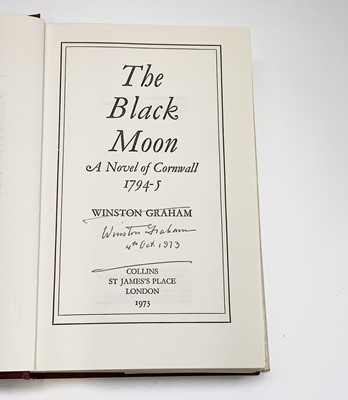 The
Black
Moon
A Novel of Cornwall
1794-5
WINSTON GRAHAM
Winston Graham
4th Oct. 1973
COLLINS
ST JAMES'S PLACE
LONDON
1973